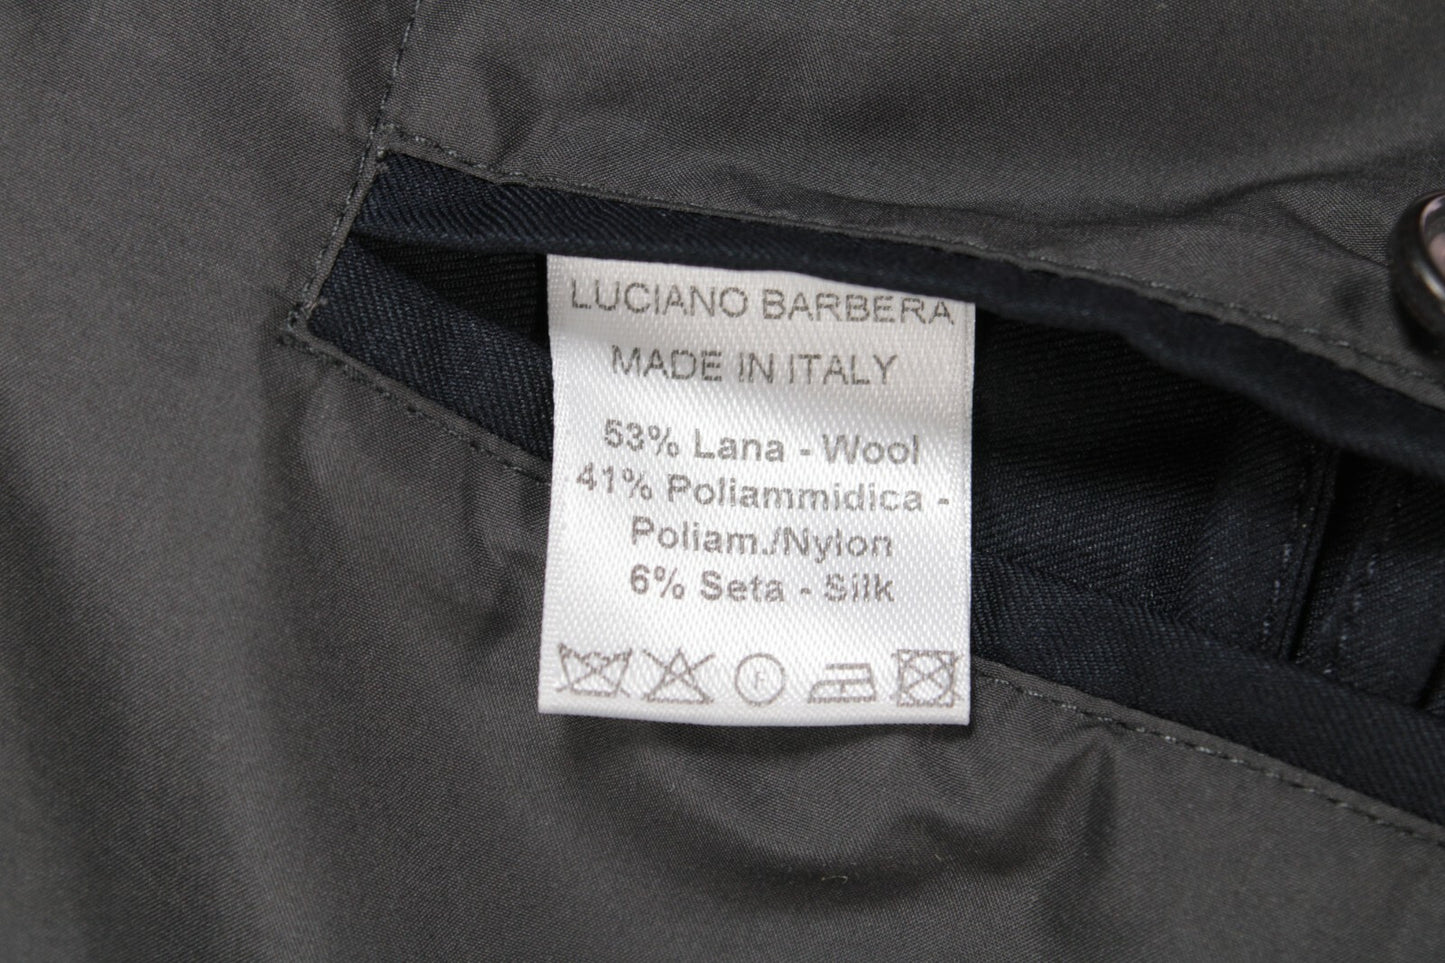 LUCIANO BARBERA
MADE IN ITALY
53% Lana - Wool
41% Poliammidica -
Poliam./Nylon
6% Seta - Silk
F